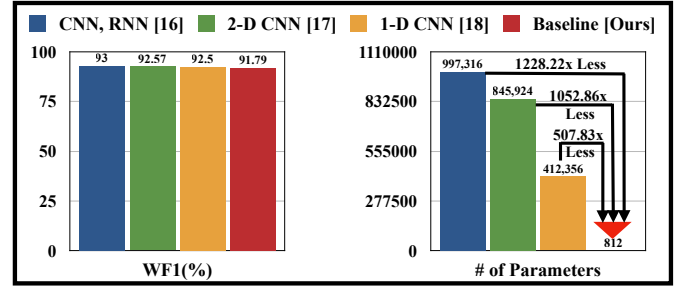 CNN, RNN [16] 2-D CNN [17] 1-D CNN [18] Baseline [Ours]
100
75
50
25
0
93 92.57 92.5 91.79
WF1(%)
1110000
832500
555000
277500
0
997,316
845,924
412,356
812
1228.22x Less
1052.86x
Less
507.83x
Less
# of Parameters